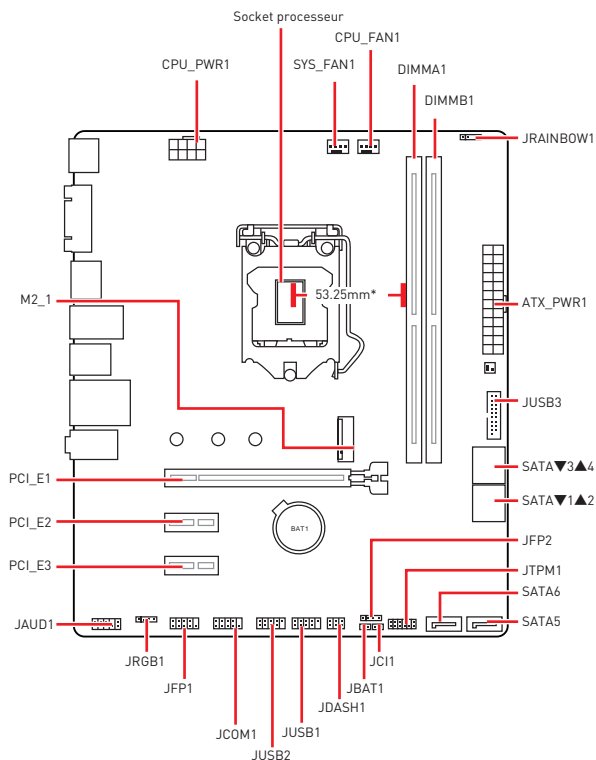 Socket processeur
CPU_FAN1
CPU_PWR1
SYS_FAN1
DIMMA1
DIMMB1
JRAINBOW1
M2_1
53.25mm*
ATX_PWR1
JUSB3
PCI_E1
SATA▼3▲4
SATA▼1▲2
PCI_E2
BAT1
JFP2
PCI_E3
JTPM1
SATA6
JAUD1
SATA5
JRGB1
JCI1
JFP1
JBAT1
JDASH1
JCOM1
JUSB1
JUSB2